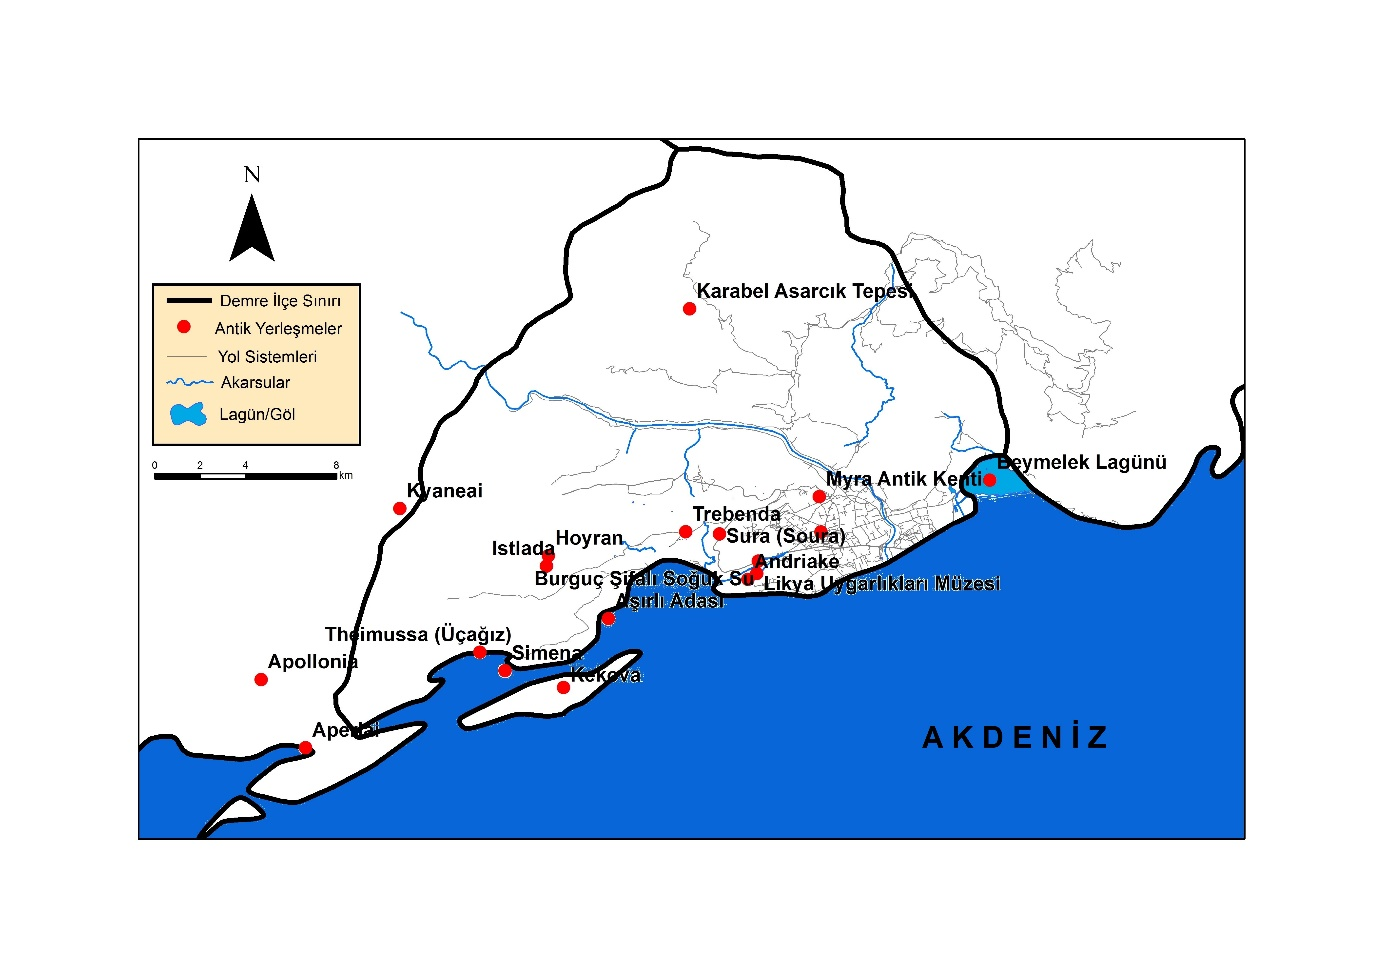 N
Karabel Asarcık Tepesi
Demre İlçe Sınırı
Antik Yerleşmeler
Yol Sistemleri
Akarsular
Lagün/Göl
0 2 4 8
km
Beymelek Lagünü
Myra Antik Kenti
Kyaneai
Trebenda
Sura (Soura)
Hoyran
Istlada
Andriake
Burguç Şifalı Soğuk Su
Likya Uygarlıkları Müzesi
Aşırlı Adası
Theimussa (Üçağız)
Simena
Apollonia
Kekova
Aperlai
AKDENİZ